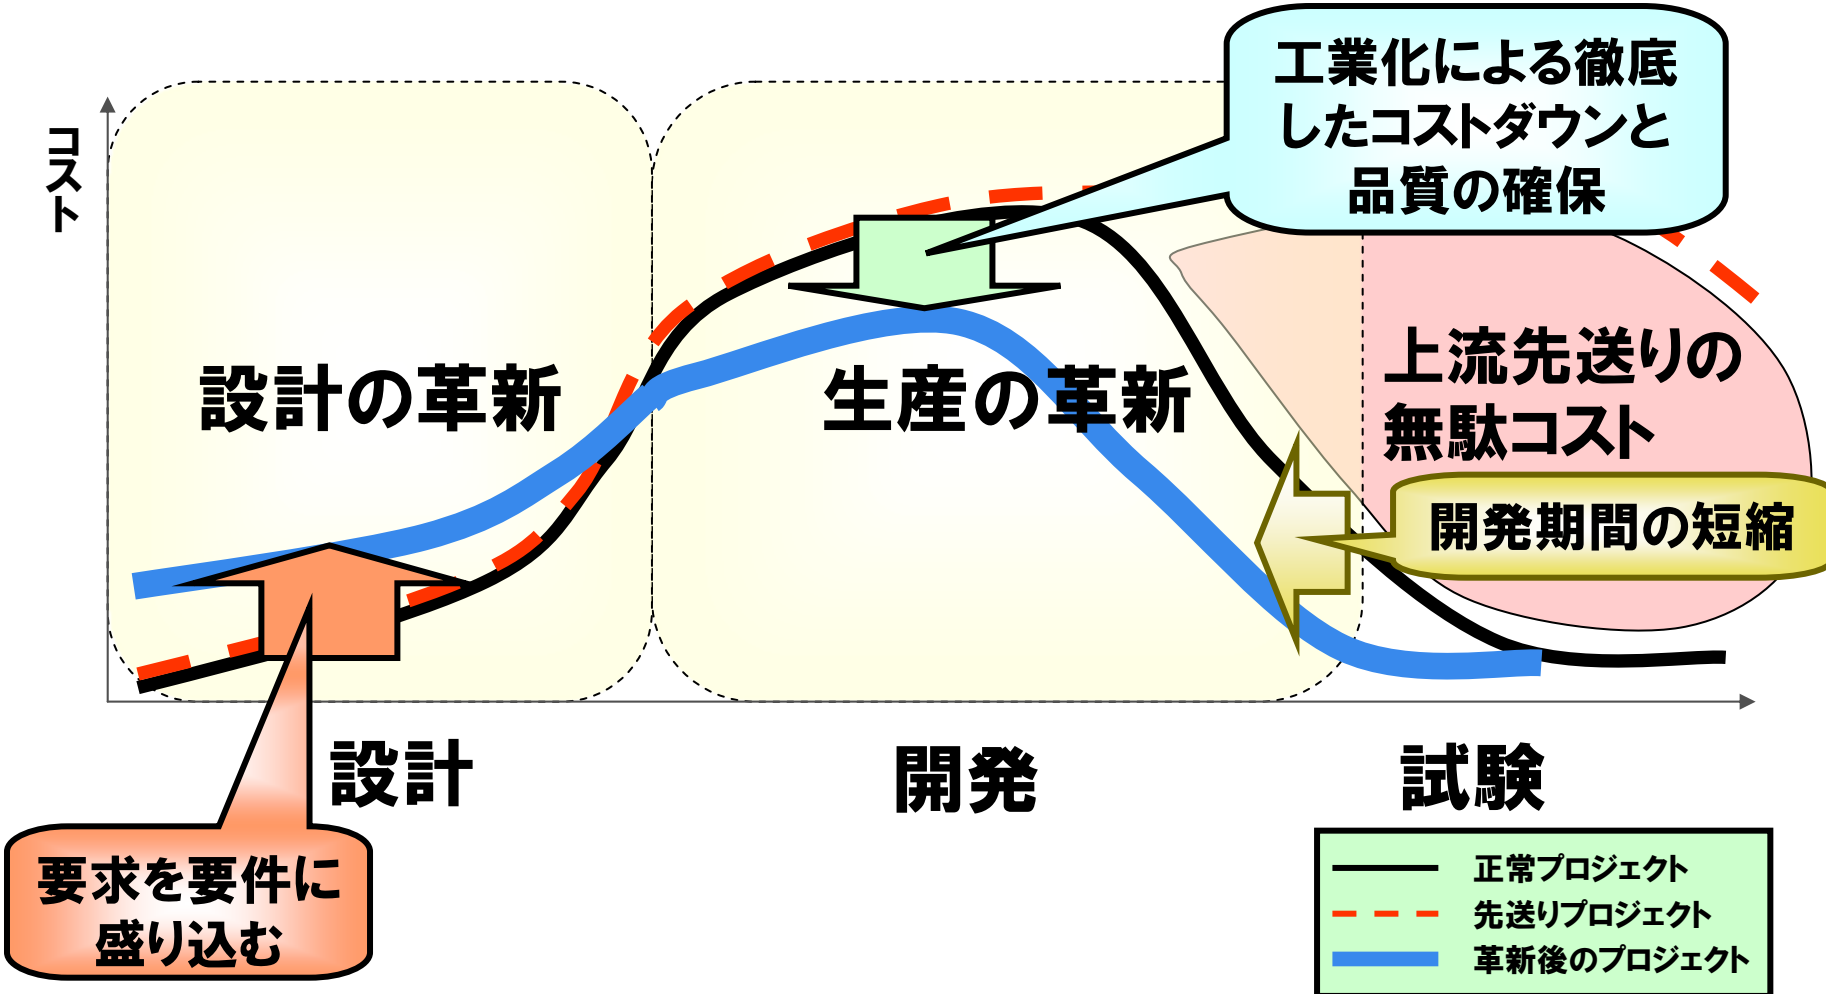 工業化による徹底
したコストダウンと
品質の確保
コスト
設計の革新
生産の革新
上流先送りの
無駄コスト
開発期間の短縮
設計
開発
試験
要求を要件に
盛り込む
正常プロジェクト
先送りプロジェクト
革新後のプロジェクト